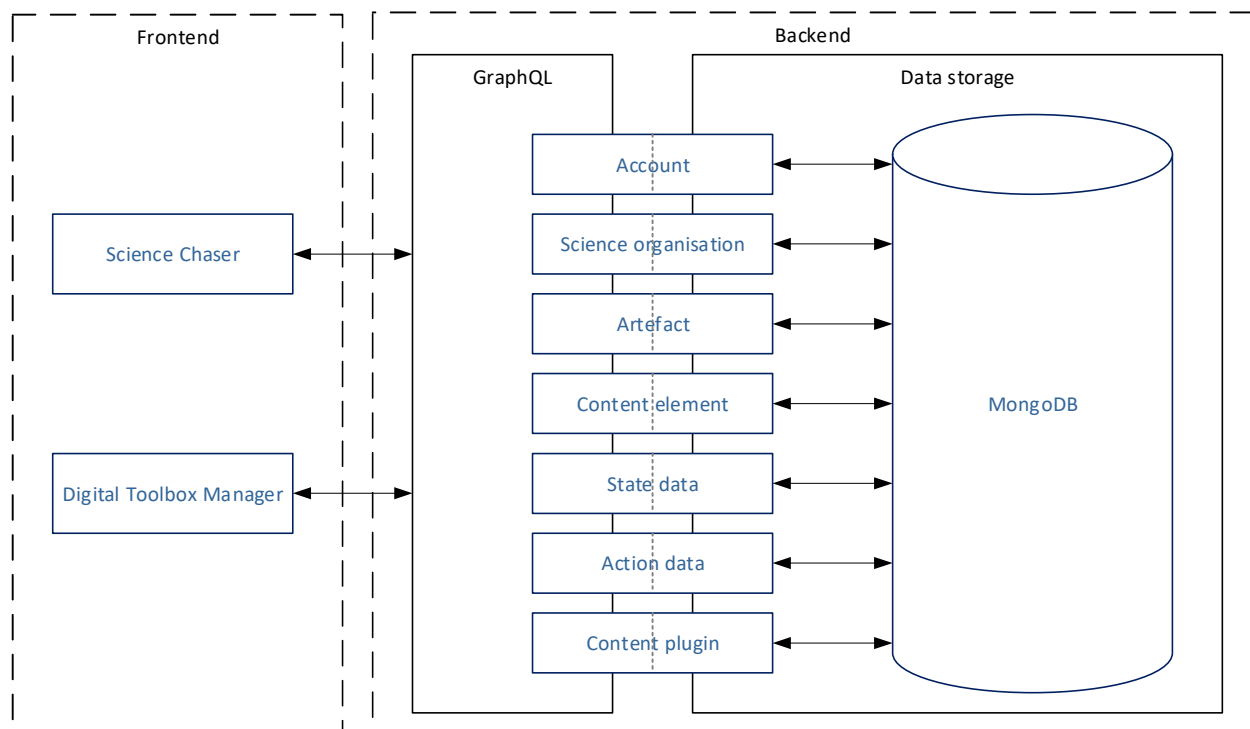 Frontend
Backend
GraphQL
Data storage
Account
Science organisation
Science Chaser
Artefact
Content element
MongoDB
Digital Toolbox Manager
State data
Action data
Content plugin